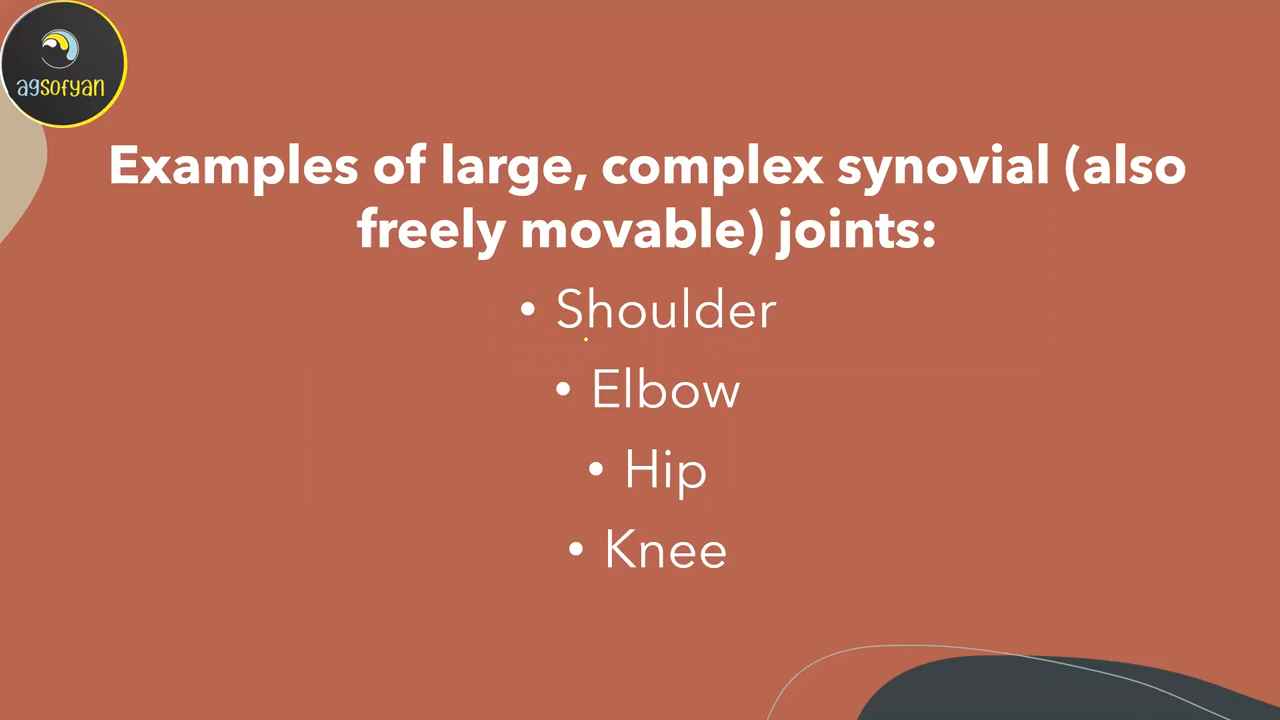 agsofyan
Examples of large, complex synovial (also
freely movable) joints:
• Shoulder
• Elbow
• Hip
• Knee